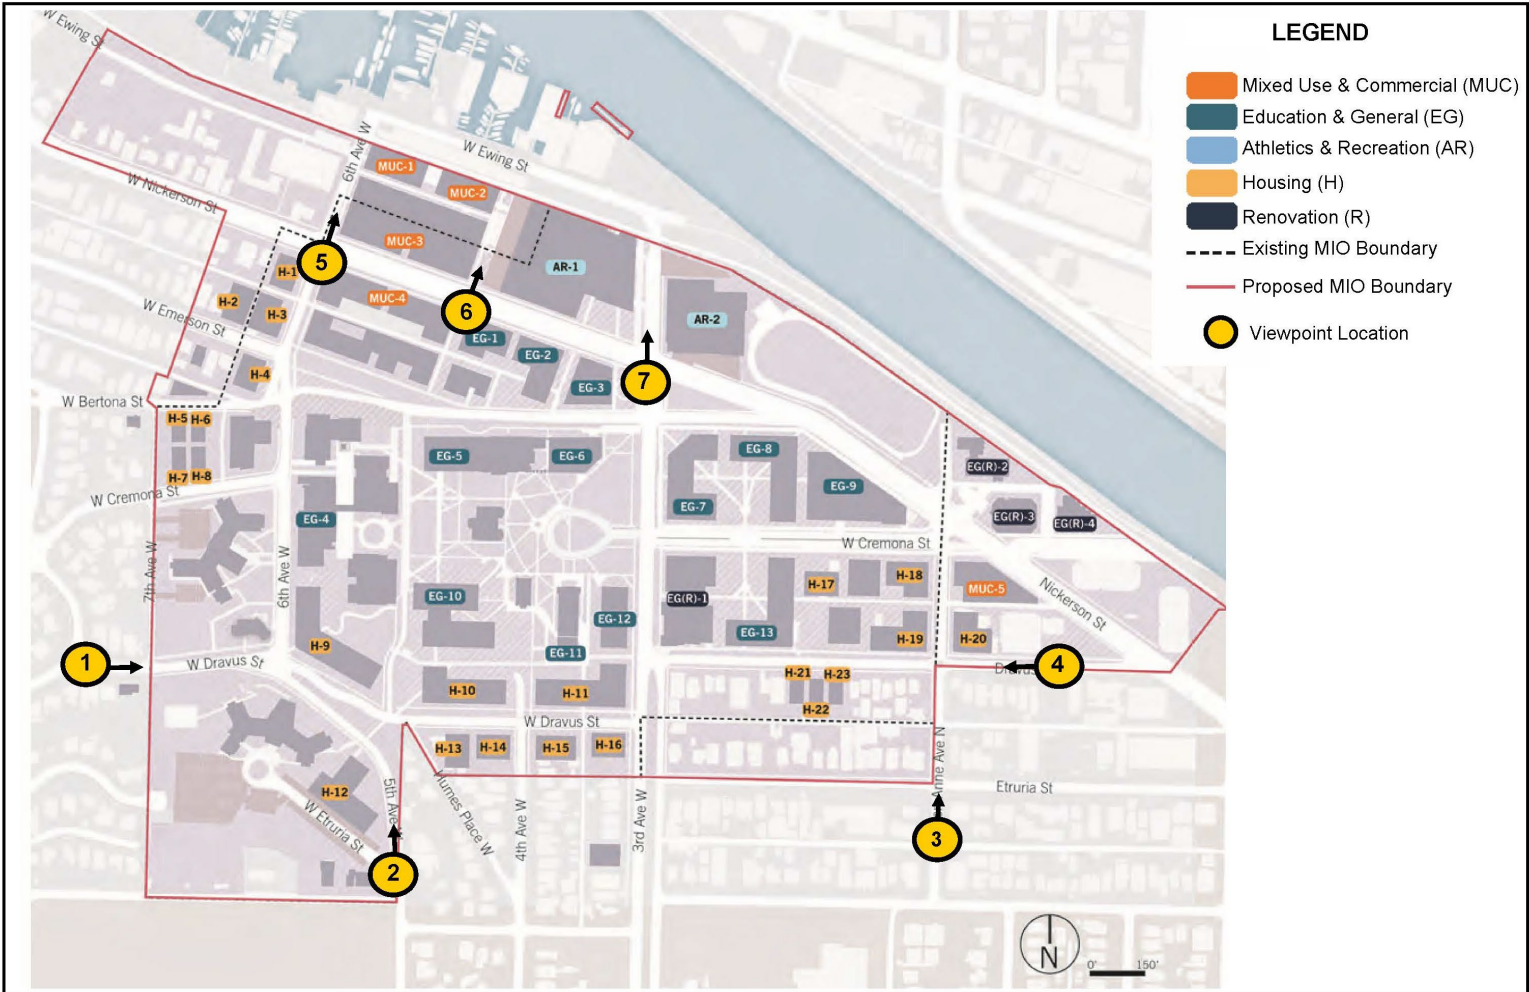 LEGEND
Mixed Use & Commercial (MUC)
Education & General (EG)
Athletics & Recreation (AR)
Housing (H)
Renovation (R)
Existing MIO Boundary
Proposed MIO Boundary
Viewpoint Location
W Ewing St
6th Ave W
W Ewing St
MUC-1
MUC-2
W Nickerson St
MUC-3
5
H-1
AR-1
H-2
MUC-4
6
H-3
W Emerson St
AR-2
EG-1
EG-2
H-4
7
EG-3
W Bertona St
H-5 H-6
EG-5
EG-6
EG-8
EG(R)-2
H-7 H-8
W Cremona St
EG-9
EG-7
EG-4
EG(R)-3
EG(R)-4
W Cremona St
7th Ave W
6th Ave W
H-17
H-18
MUC-5
Nickerson St
EG-10
EG(R)-1
EG-12
EG-13
H-9
EG-11
H-19
H-20
1
W Dravus St
4
Dravus
H-21 H-23
H-10
H-11
H-22
W Dravus St
H-13
H-14
H-15
H-16
H-12
5th Ave W
Humes Place W
4th Ave W
3rd Ave W
Anne Ave N
Etruria St
W Etruria St
2
3
N
0' 150'